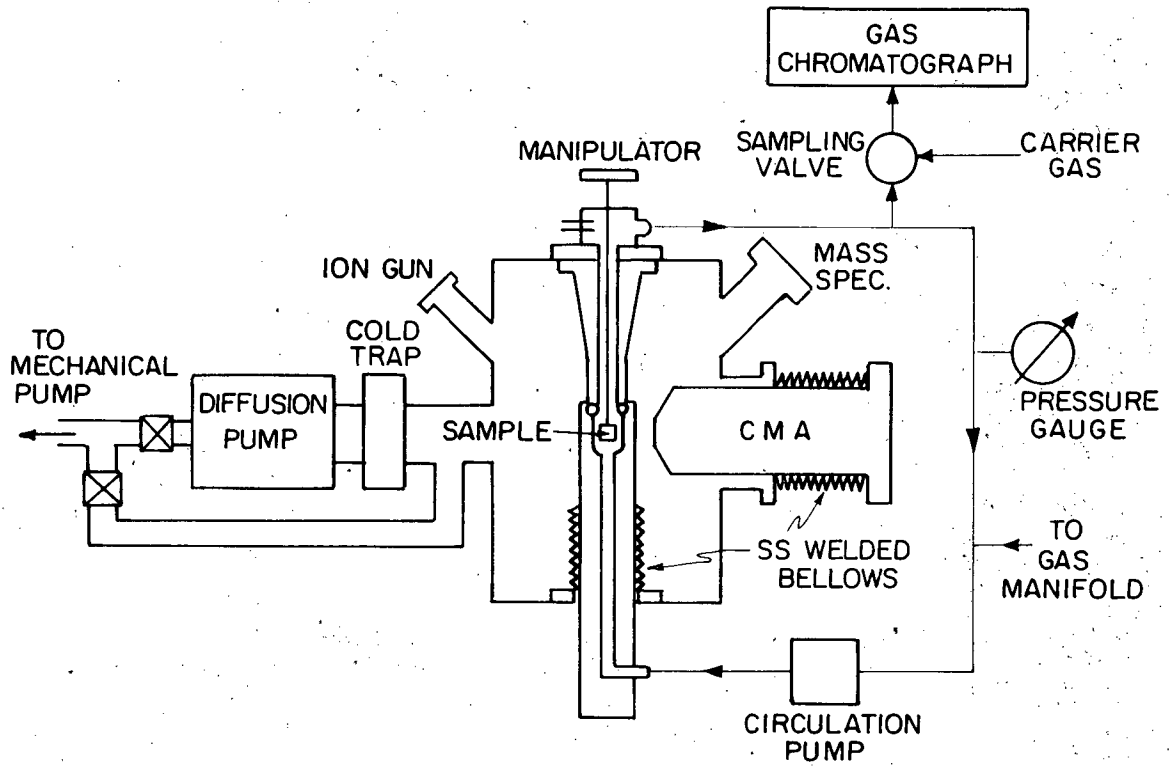 GAS
CHROMATOGRAPH
SAMPLING
VALVE
CARRIER
GAS
MANIPULATOR
MASS
SPEC.
ION GUN
COLD
TRAP
TO
MECHANICAL
PUMP
DIFFUSION
PUMP
SAMPLE
CMA
PRESSURE
GAUGE
SS WELDED
BELLOWS
TO
GAS
MANIFOLD
CIRCULATION
PUMP